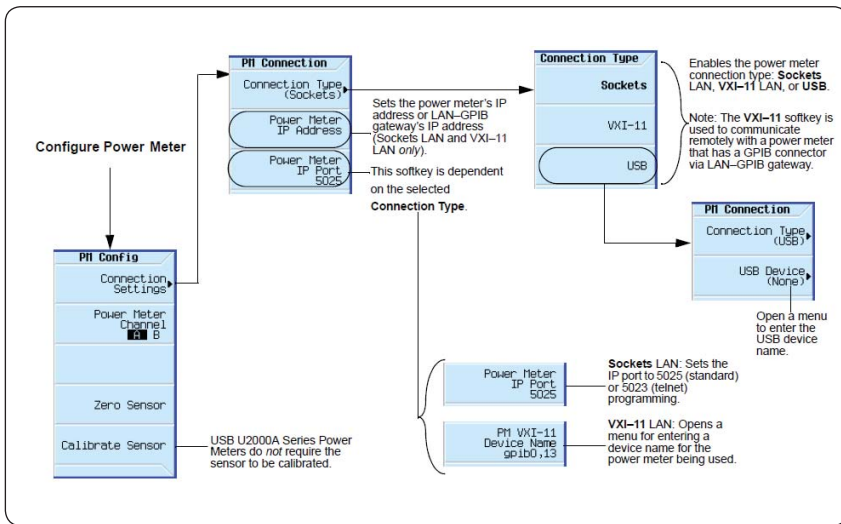 Configure Power Meter
PM Config
Connection
Settings
Power Meter
Channel
A B
Zero Sensor
Calibrate Sensor
USB U2000A Series Power
Meters do not require the
sensor to be calibrated.
PM Connection
Connection Type
(Sockets)
Power Meter
IP Address
Power Meter
IP Port
5025
Sets the power meter's IP
address or LAN–GPIB
gateway's IP address
(Sockets LAN and VXI–11
LAN only).
This softkey is dependent
on the selected
Connection Type.
Connection Type
Sockets
VXI-11
USB
Enables the power meter
connection type: Sockets
LAN, VXI–11 LAN, or USB.
Note: The VXI–11 softkey is
used to communicate
remotely with a power meter
that has a GPIB connector
via LAN–GPIB gateway.
PM Connection
Connection Type
(USB)
USB Device
(None)
Open a menu
to enter the
USB device
name.
Power Meter
IP Port
5025
Sockets LAN: Sets the
IP port to 5025 (standard)
or 5023 (telnet)
programming.
PM VXI-11
Device Name
gpib0,13
VXI–11 LAN: Opens a
menu for entering a
device name for the
power meter being used.